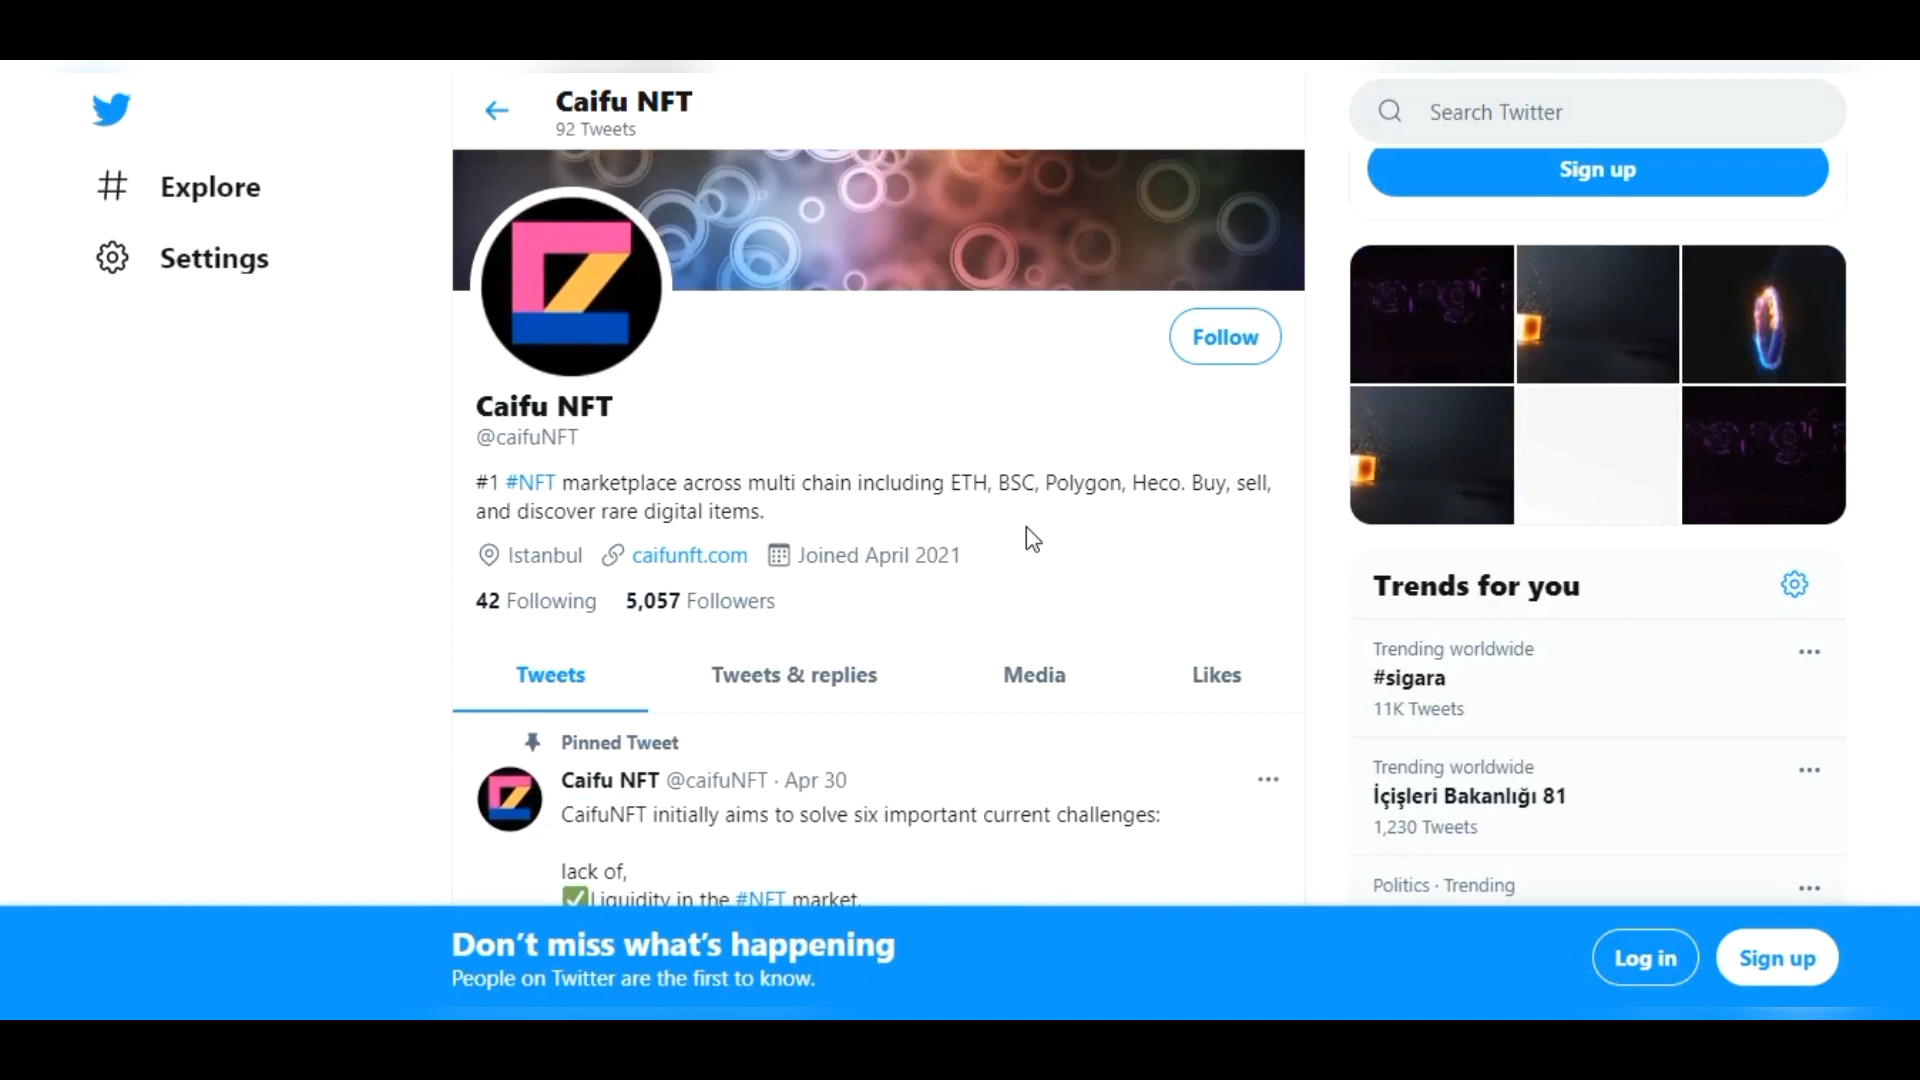 Caifu NFT
92 Tweets
Search Twitter
Sign up
Explore
Settings
Follow
Caifu NFT
@caifuNFT
#1 #NFT marketplace across multi chain including ETH, BSC, Polygon, Heco. Buy, sell,
and discover rare digital items.
Istanbul caifunft.com Joined April 2021
42 Following 5,057 Followers
Tweets Tweets & replies Media Likes
Pinned Tweet
Caifu NFT @caifuNFT · Apr 30
CaifuNFT initially aims to solve six important current challenges:
lack of,
✅Liquidity in the #NFT market.
Trends for you
Trending worldwide
#sigara
11K Tweets
Trending worldwide
İçişleri Bakanlığı 81
1,230 Tweets
Politics · Trending
Don’t miss what’s happening
People on Twitter are the first to know.
Log in
Sign up